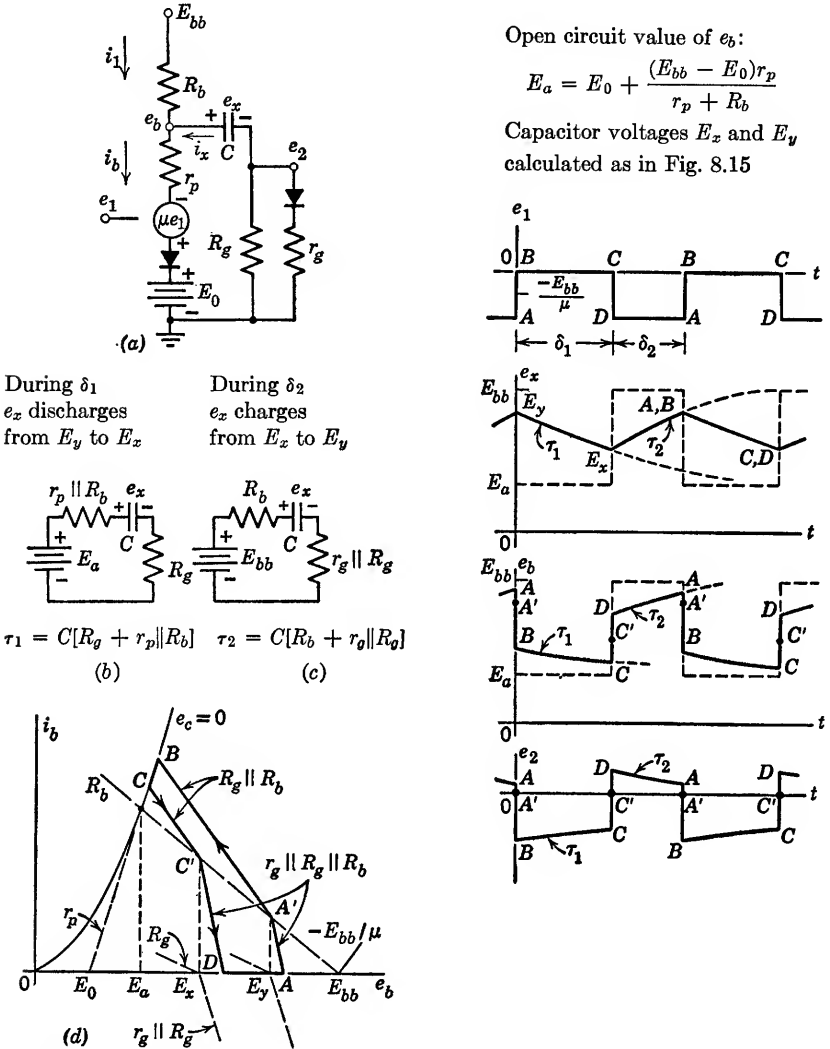 E_bb
i_1
R_b
e_b
e_x
+ −
i_x
C
e_2
i_b
r_p
−
e_1
μe_1
+
R_g
r_g
+
E_0
−
(a)
Open circuit value of e_b:
E_a = E_0 + (E_bb − E_0)r_p / r_p + R_b
Capacitor voltages E_x and E_y
calculated as in Fig. 8.15
e_1
0 B C B C t
−E_bb/μ
A D A D
δ_1 δ_2
During δ_1
e_x discharges
from E_y to E_x
During δ_2
e_x charges
from E_x to E_y
r_p || R_b
e_x
+ −
C
+
E_a
−
R_g
τ_1 = C[R_g + r_p||R_b]
(b)
R_b
e_x
+ −
C
+
E_bb
−
r_g || R_g
τ_2 = C[R_b + r_g||R_g]
(c)
e_x
E_bb
E_y
A,B
τ_1
E_x
τ_2
C,D
E_a
0
t
e_b
E_bb
A A
A' A'
D D
τ_2
C' C'
B τ_1 B
C C
E_a
0
t
e_2
D τ_2 D
A A
0 A' C' A' C' t
C C
B τ_1 B
i_b
e_c = 0
B
C
R_b
R_g || R_b
C'
r_g || R_g || R_b
A'
−E_bb/μ
r_p
R_g
D
A
0 E_0 E_a E_x E_y E_bb e_b
r_g || R_g
(d)